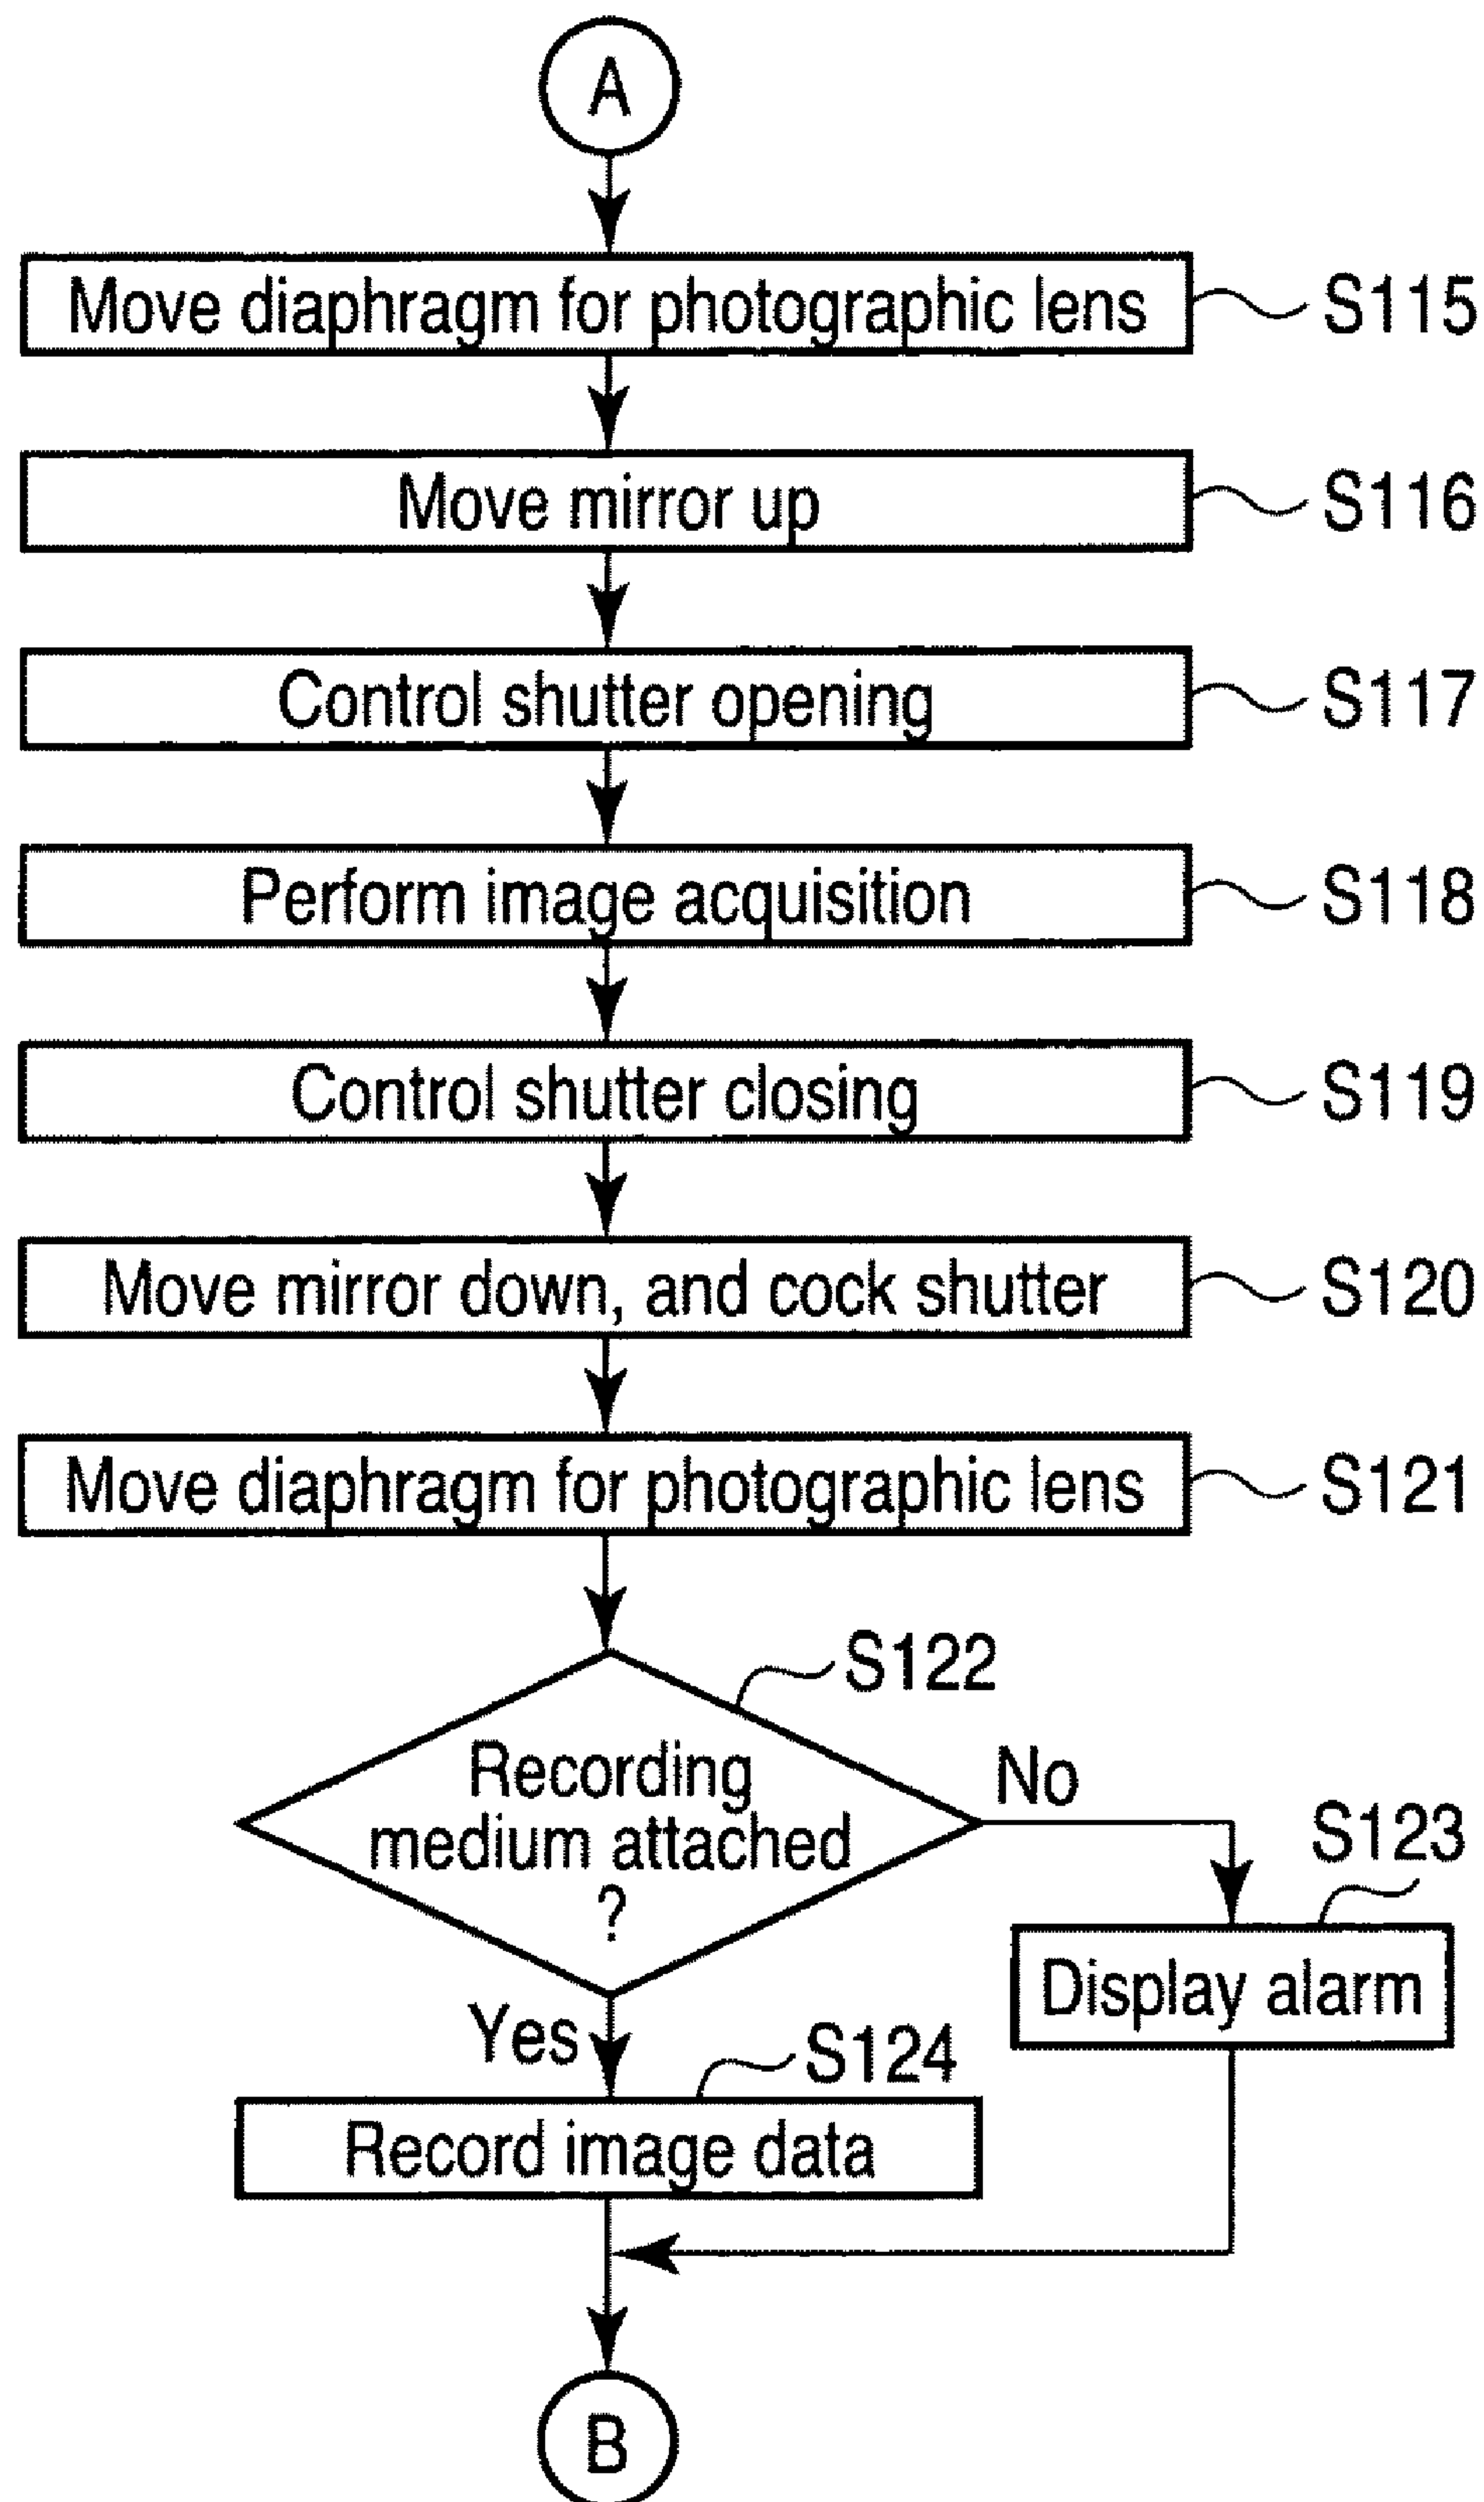 A
Move diaphragm for photographic lens S115
Move mirror up S116
Control shutter opening S117
Perform image acquisition S118
Control shutter closing S119
Move mirror down, and cock shutter S120
Move diaphragm for photographic lens S121
S122
Recording
medium attached
?
No
S123
Display alarm
Yes
S124
Record image data
B